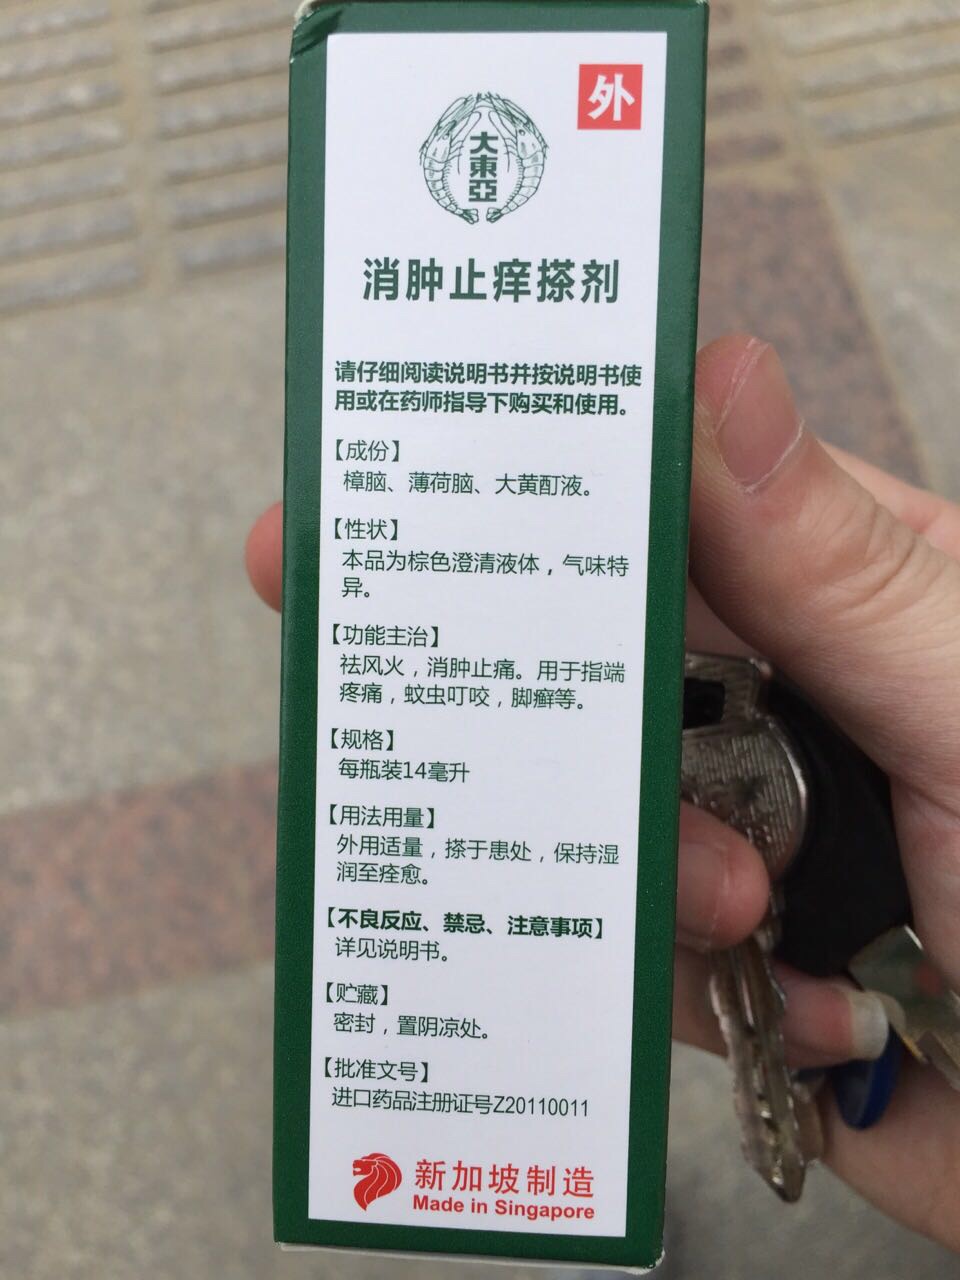 外
大東亞
消肿止痒搽剂
请仔细阅读说明书并按说明书使
用或在药师指导下购买和使用。
【成份】
樟脑、薄荷脑、大黄酊液。
【性状】
本品为棕色澄清液体，气味特
异。
【功能主治】
祛风火，消肿止痛。用于指端
疼痛，蚊虫叮咬，脚癣等。
【规格】
每瓶装14毫升
【用法用量】
外用适量，搽于患处，保持湿
润至痊愈。
【不良反应、禁忌、注意事项】
详见说明书。
【贮藏】
密封，置阴凉处。
【批准文号】
进口药品注册证号Z20110011
新加坡制造
Made in Singapore